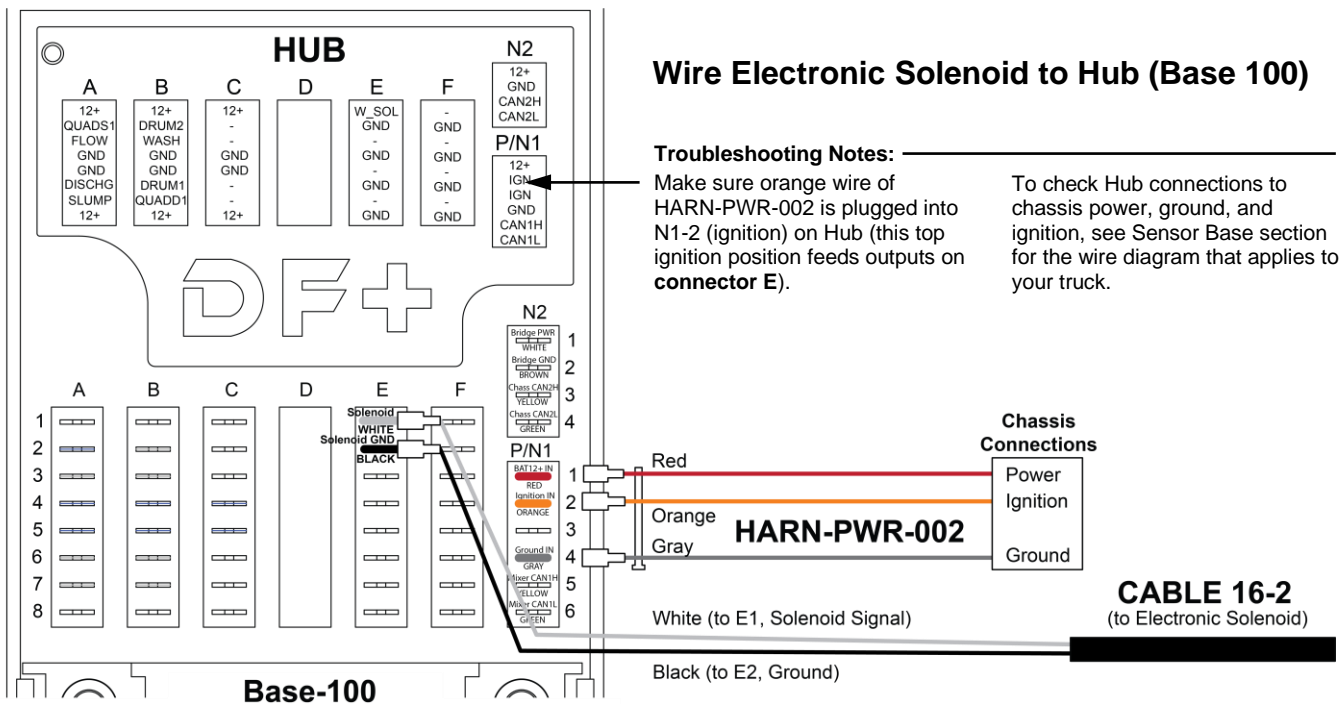 HUB
Wire Electronic Solenoid to Hub (Base 100)
Troubleshooting Notes:
Make sure orange wire of
HARN-PWR-002 is plugged into
N1-2 (ignition) on Hub (this top
ignition position feeds outputs on
connector E).
To check Hub connections to
chassis power, ground, and
ignition, see Sensor Base section
for the wire diagram that applies to
your truck.
A
12+
QUADS1
FLOW
GND
GND
DISCHG
SLUMP
12+
B
12+
DRUM2
WASH
GND
GND
DRUM1
QUADD1
12+
C
12+
-
-
GND
GND
-
-
12+
D
E
W_SOL
GND
-
GND
-
GND
-
GND
F
-
GND
-
GND
-
GND
-
GND
N2
12+
GND
CAN2H
CAN2L
P/N1
12+
IGN
IGN
GND
CAN1H
CAN1L
DF+
A B C D E F
1
2
3
4
5
6
7
8
Solenoid
WHITE
Solenoid GND
BLACK
N2
Bridge PWR
WHITE
1
Bridge GND
BROWN
2
Chass CAN2H
YELLOW
3
Chass CAN2L
GREEN
4
P/N1
BAT12+ IN
RED
1
Ignition IN
ORANGE
2
3
Ground IN
GRAY
4
Mixer CAN1H
YELLOW
5
Mixer CAN1L
GREEN
6
Red
Orange
Gray
HARN-PWR-002
Chassis
Connections
Power
Ignition
Ground
CABLE 16-2
(to Electronic Solenoid)
White (to E1, Solenoid Signal)
Black (to E2, Ground)
Base-100